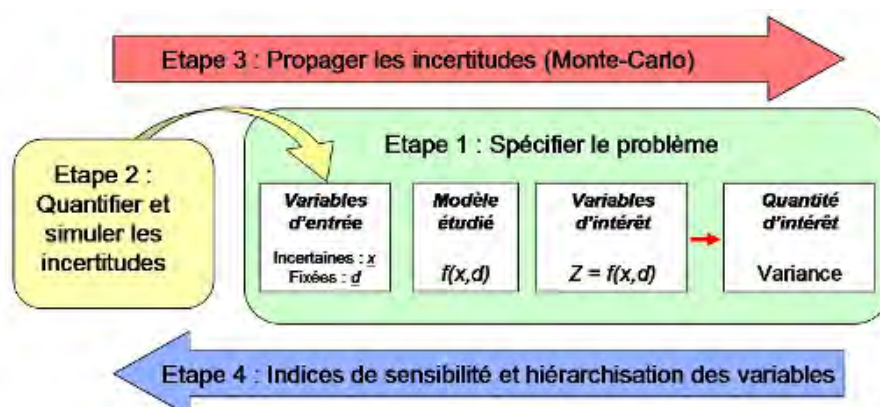 Etape 3 : Propager les incertitudes (Monte-Carlo)
Etape 1 : Spécifier le problème
Etape 2 :
Quantifier et
simuler les
incertitudes
Variables
d'entrée
Incertaines : x
Fixées : d
Modèle
étudié
f(x,d)
Variables
d'intérêt
Z = f(x,d)
Quantité
d'intérêt
Variance
Etape 4 : Indices de sensibilité et hiérarchisation des variables